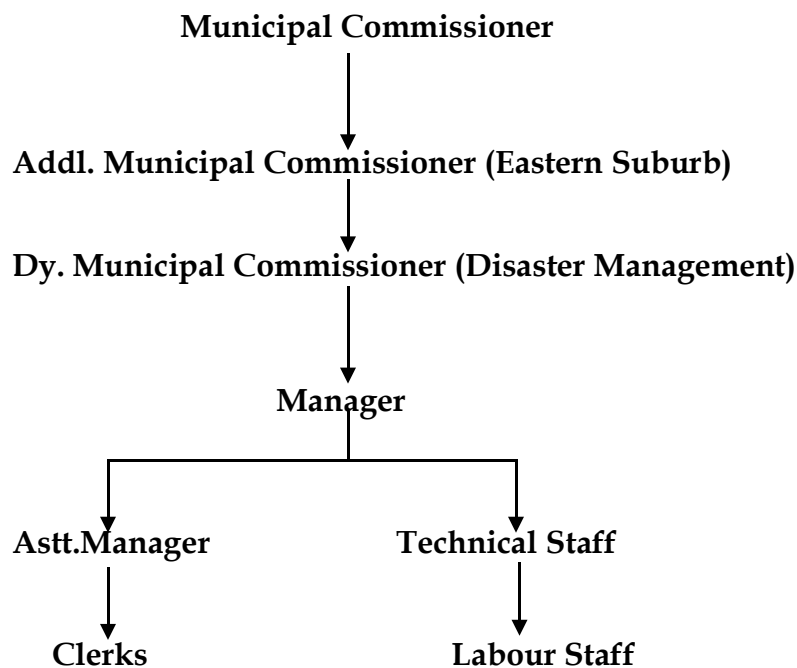 Municipal Commissioner
Addl. Municipal Commissioner (Eastern Suburb)
Dy. Municipal Commissioner (Disaster Management)
Manager
Astt.Manager
Technical Staff
Clerks
Labour Staff